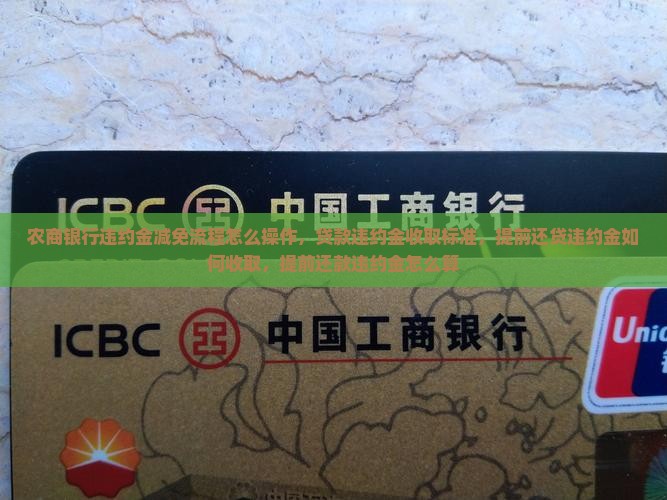 ICBC 中国工商银行
农商银行违约金减免流程怎么操作，贷款违约金收取标准，提前还贷违约金如
何收取，提前还款违约金怎么算
ICBC 中国工商银行